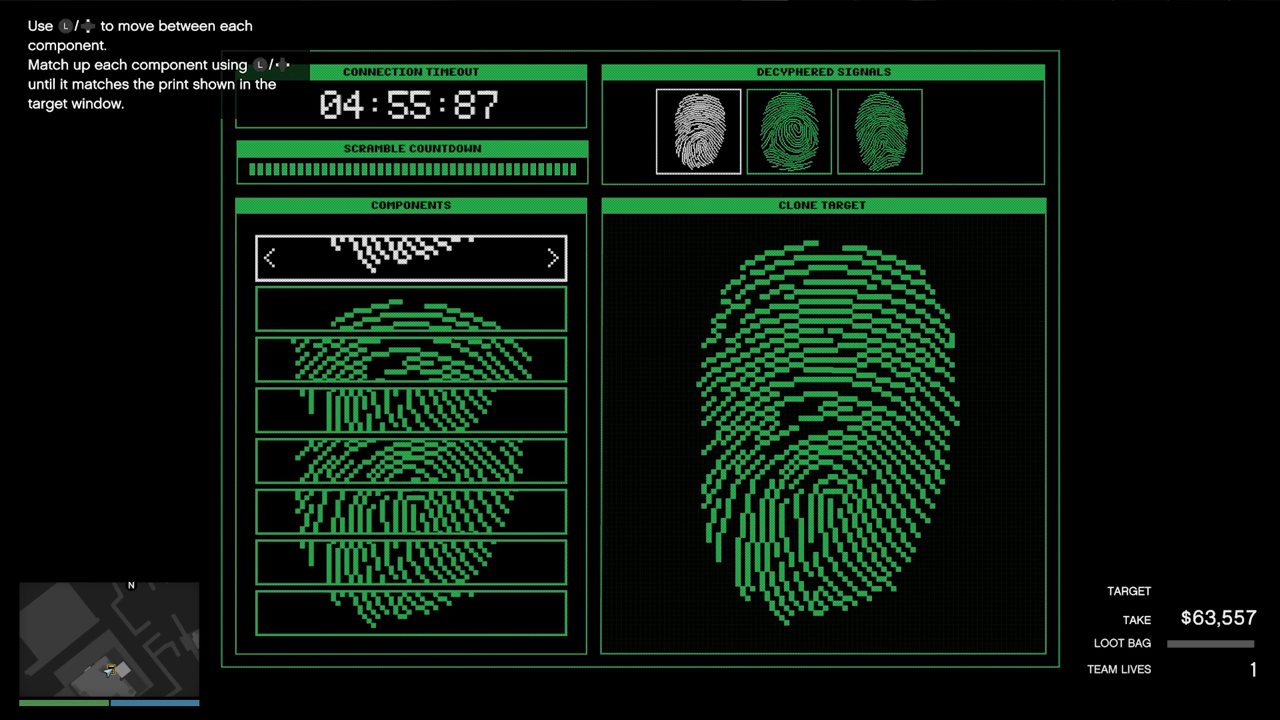 Use L/ to move between each
component.
Match up each component using L/
until it matches the print shown in the
target window.
CONNECTION TIMEOUT
04:55:87
SCRAMBLE COUNTDOWN
DECYPHERED SIGNALS
COMPONENTS
< >
CLONE TARGET
N
TARGET
TAKE $63,557
LOOT BAG
TEAM LIVES 1